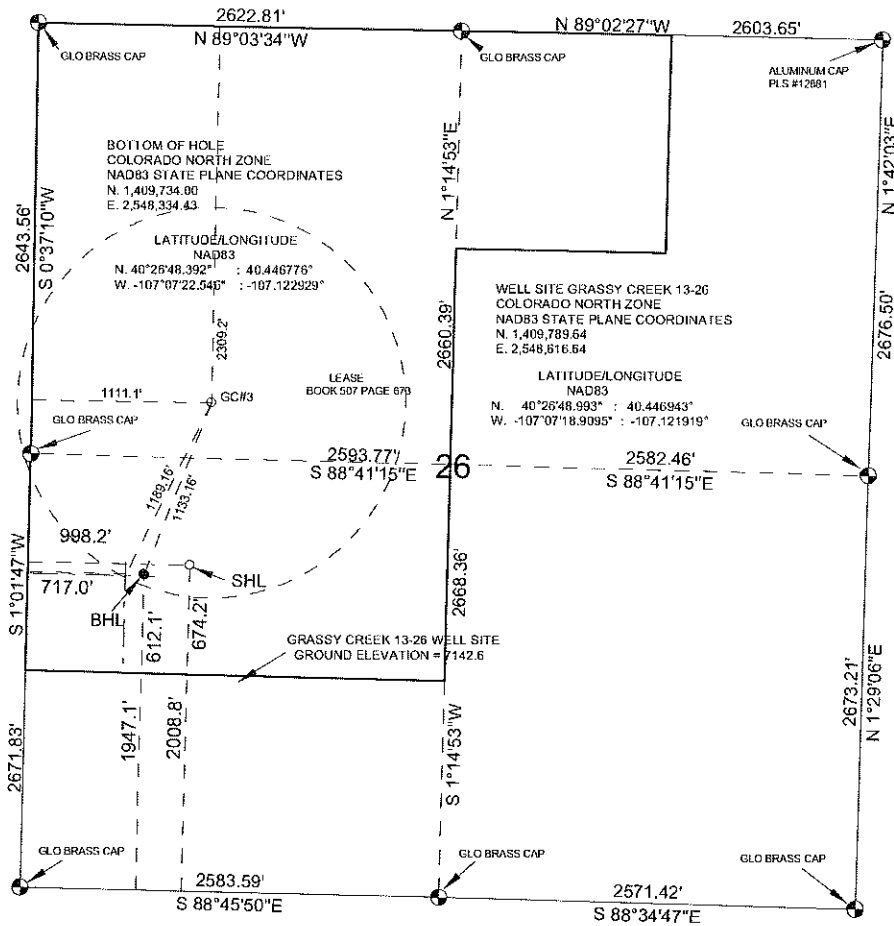 2622.81'
N 89°03'34"W
N 89°02'27"W
2603.65'
GLO BRASS CAP
GLO BRASS CAP
ALUMINUM CAP
PLS #12881
BOTTOM OF HOLE
COLORADO NORTH ZONE
NAD83 STATE PLANE COORDINATES
N. 1,409,734.00
E. 2,548,334.43
LATITUDE/LONGITUDE
NAD83
N. 40°26'48.392" : 40.446776°
W. -107°07'22.546" : -107.122929°
2643.56'
S 0°37'10"W
2309.2'
N 1°14'53"E
2660.39'
N 1°42'03"E
2676.50'
WELL SITE GRASSY CREEK 13-26
COLORADO NORTH ZONE
NAD83 STATE PLANE COORDINATES
N. 1,409,789.64
E. 2,548,616.64
LATITUDE/LONGITUDE
NAD83
N. 40°26'48.993" : 40.446943°
W. -107°07'18.9095" : -107.121919°
LEASE
BOOK 507 PAGE 673
1111.1'
GC#3
GLO BRASS CAP
GLO BRASS CAP
2593.77'
S 88°41'15"E
26
2582.46'
S 88°41'15"E
1189.16'
1133.16'
998.2'
SHL
717.0'
BHL
S 1°01'47"W
2671.83'
612.1'
674.2'
1947.1'
2008.8'
2668.36'
S 1°14'53"W
GRASSY CREEK 13-26 WELL SITE
GROUND ELEVATION = 7142.6
2673.21'
N 1°29'06"E
GLO BRASS CAP
GLO BRASS CAP
GLO BRASS CAP
2583.59'
S 88°45'50"E
2571.42'
S 88°34'47"E